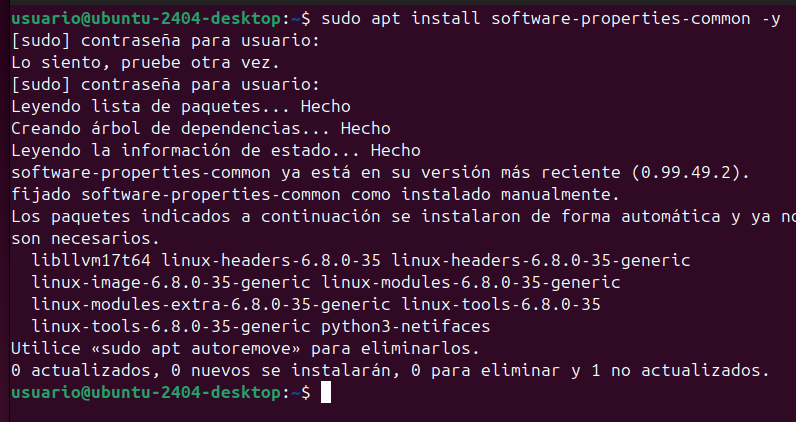 usuario@ubuntu-2404-desktop:~$ sudo apt install software-properties-common -y
[sudo] contraseña para usuario:
Lo siento, pruebe otra vez.
[sudo] contraseña para usuario:
Leyendo lista de paquetes... Hecho
Creando árbol de dependencias... Hecho
Leyendo la información de estado... Hecho
software-properties-common ya está en su versión más reciente (0.99.49.2).
fijado software-properties-common como instalado manualmente.
Los paquetes indicados a continuación se instalaron de forma automática y ya no
son necesarios.
  libllvm17t64 linux-headers-6.8.0-35 linux-headers-6.8.0-35-generic
  linux-image-6.8.0-35-generic linux-modules-6.8.0-35-generic
  linux-modules-extra-6.8.0-35-generic linux-tools-6.8.0-35
  linux-tools-6.8.0-35-generic python3-netifaces
Utilice «sudo apt autoremove» para eliminarlos.
0 actualizados, 0 nuevos se instalarán, 0 para eliminar y 1 no actualizados.
usuario@ubuntu-2404-desktop:~$